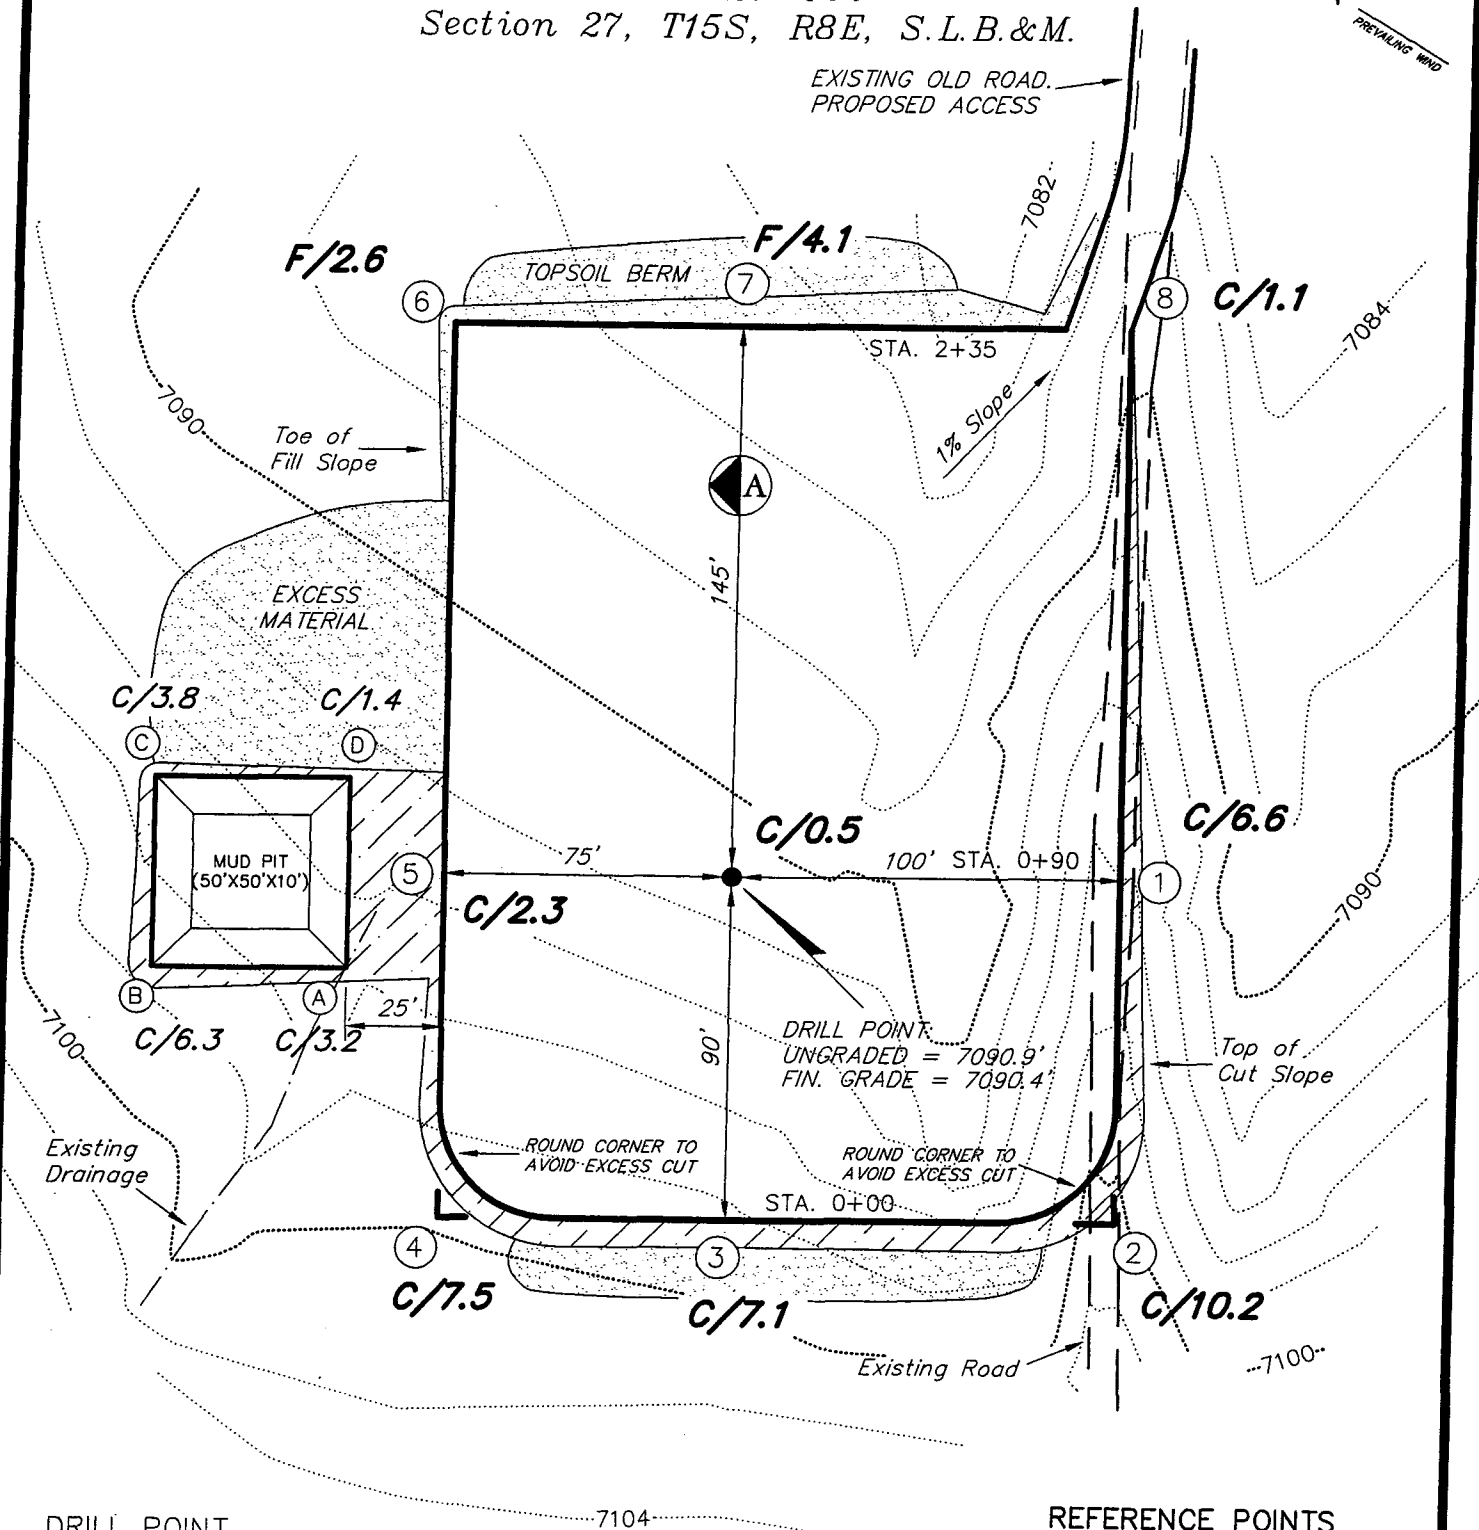 Section 27, T15S, R8E, S.L.B.&M.
PREVAILING WIND
EXISTING OLD ROAD.
PROPOSED ACCESS
7082
F/2.6
F/4.1
TOPSOIL BERM
7
6
8
C/1.1
7084
STA. 2+35
1% Slope
7090
Toe of
Fill Slope
A
145'
EXCESS
MATERIAL
C/3.8
C/1.4
C
D
C/0.5
C/6.6
MUD PIT
(50'X50'X10')
5
75'
100'
STA. 0+90
1
7090
C/2.3
B
A
25'
C/6.3
C/3.2
7100
90'
DRILL POINT
UNGRADED = 7090.9'
FIN. GRADE = 7090.4'
Top of
Cut Slope
Existing
Drainage
ROUND CORNER TO
AVOID EXCESS CUT
ROUND CORNER TO
AVOID EXCESS CUT
STA. 0+00
4
3
2
C/7.5
C/7.1
C/10.2
Existing Road
7100
7104
DRILL POINT
REFERENCE POINTS